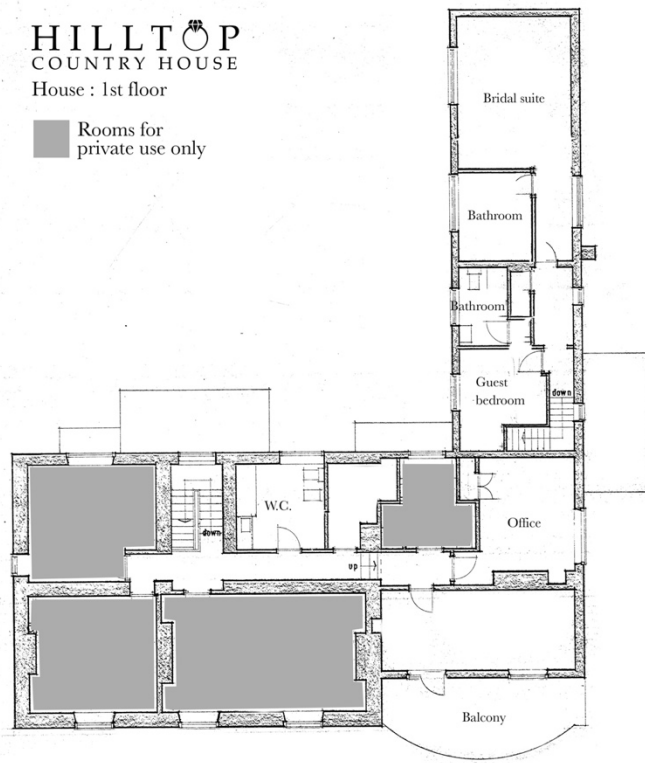 HILLTOP
COUNTRY HOUSE
House : 1st floor
Rooms for
private use only
Bridal suite
Bathroom
Bathroom
Guest
bedroom
down
W.C.
down
Office
up
Balcony